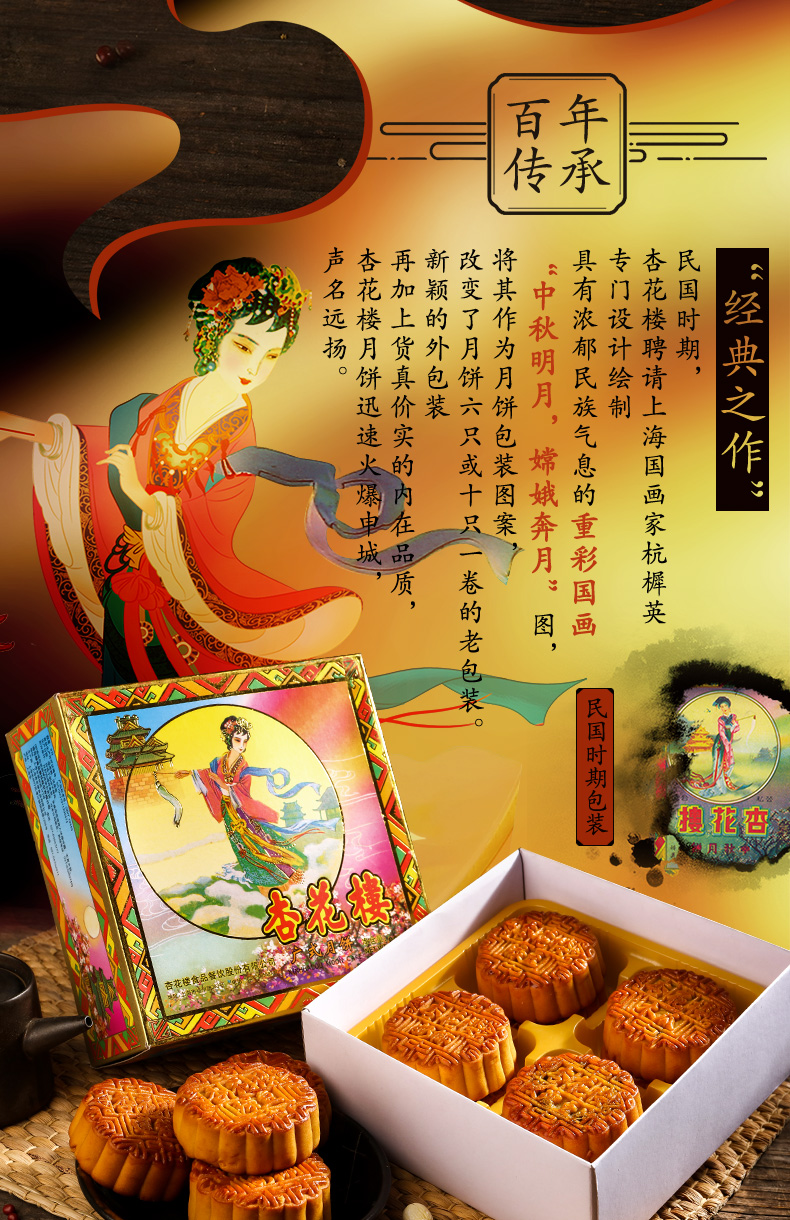 百年
传承
“经典之作”
民国时期，
杏花楼聘请上海国画家杭樨英
专门设计绘制
具有浓郁民族气息的重彩国画
“中秋明月，嫦娥奔月”图，
将其作为月饼包装图案，
改变了月饼六只或十只一卷的老包装。
新颖的外包装
再加上货真价实的内在品质，
杏花楼月饼迅速火爆申城，
声名远扬。
民国时期包装
樓花杏
杏花樓
广式月饼
杏花楼食品餐饮股份有限公司